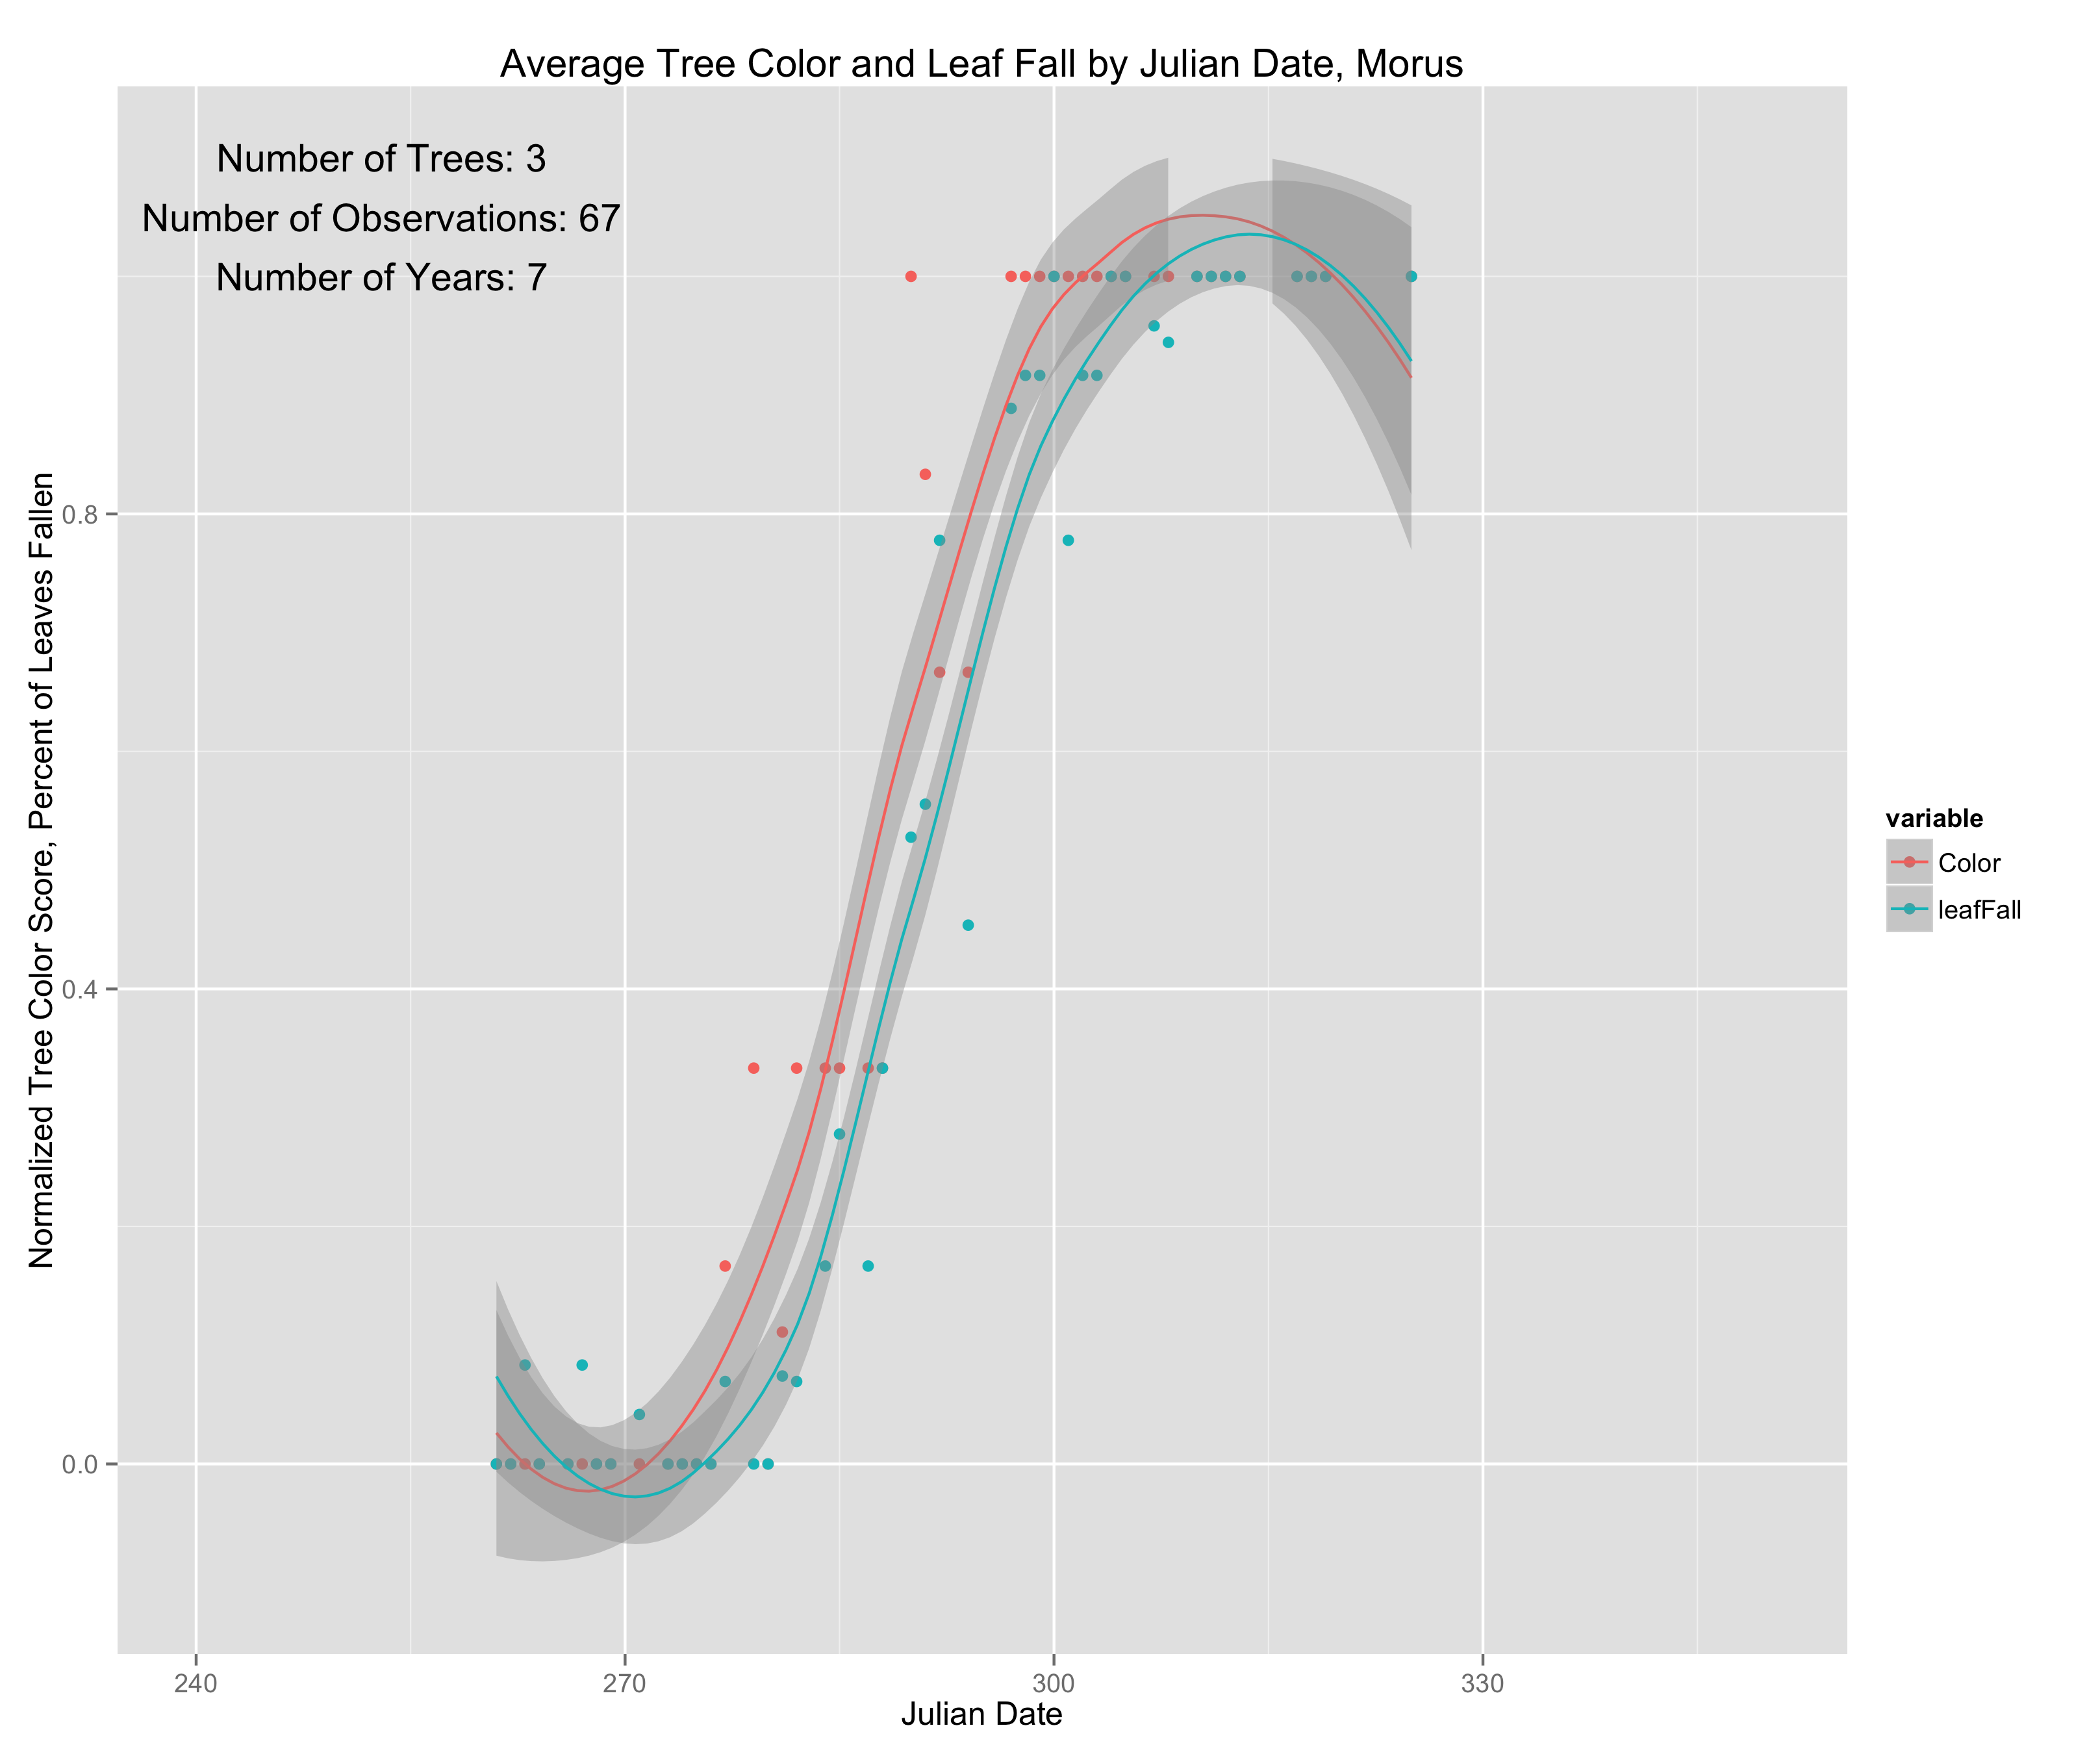 Average Tree Color and Leaf Fall by Julian Date, Morus
Number of Trees: 3
Number of Observations: 67
Number of Years: 7
Normalized Tree Color Score, Percent of Leaves Fallen
0.8
0.4
0.0
240
270
300
330
Julian Date
variable
Color
leafFall